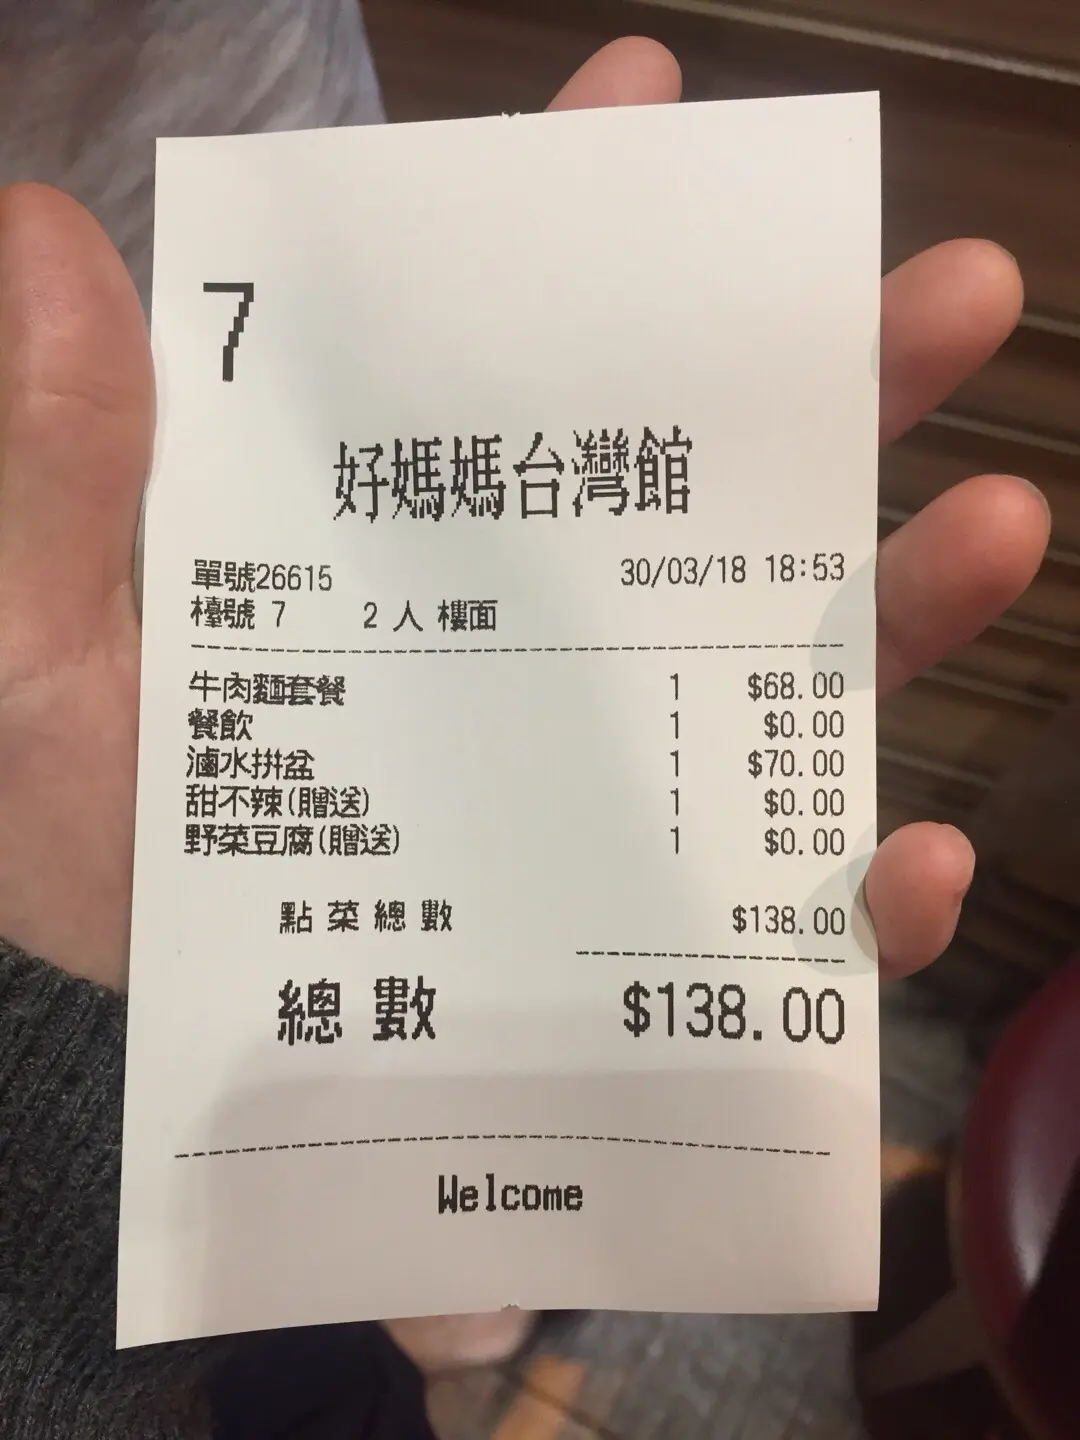 7
好媽媽台灣館
單號26615 30/03/18 18:53
檯號 7 2 人 樓面
牛肉麵套餐 1 $68.00
餐飲 1 $0.00
滷水拼盆 1 $70.00
甜不辣(贈送) 1 $0.00
野菜豆腐(贈送) 1 $0.00
點菜總數 $138.00
總數 $138.00
Welcome